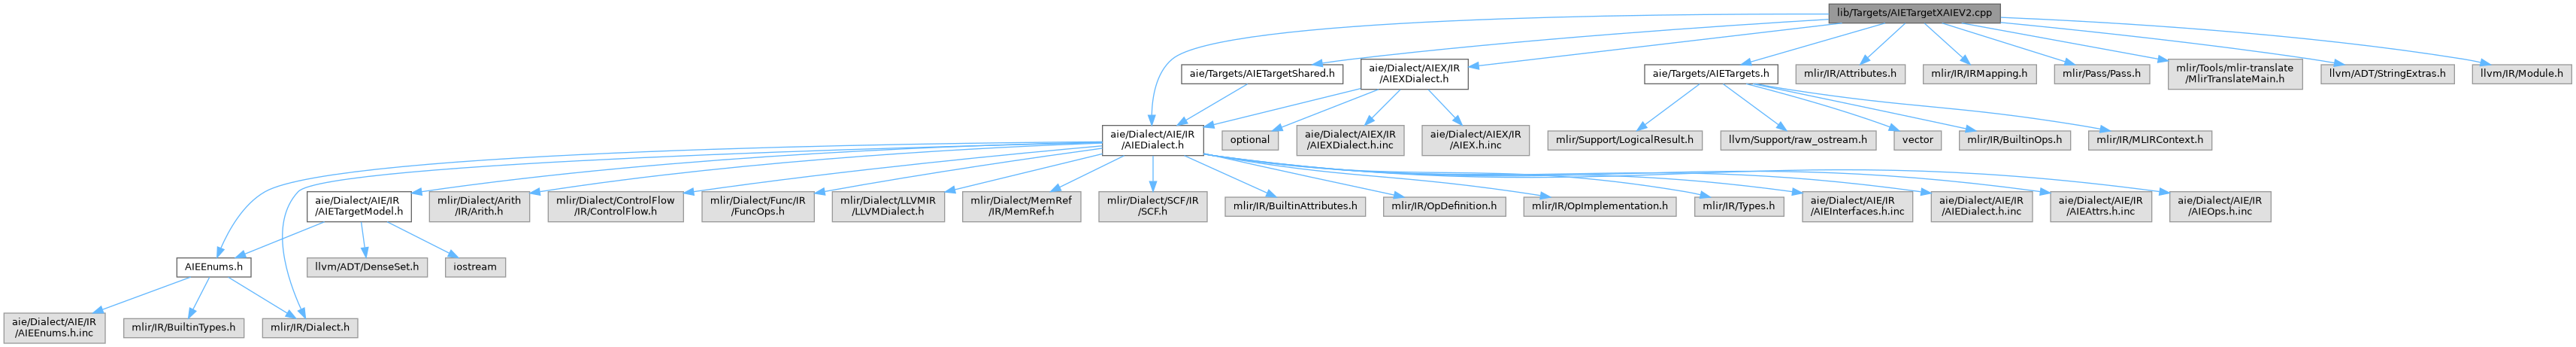 lib/Targets/AIETargetXAIEV2.cpp
aie/Targets/AIETargetShared.h
aie/Dialect/AIEX/IR
/AIEXDialect.h
aie/Targets/AIETargets.h
mlir/IR/Attributes.h
mlir/IR/IRMapping.h
mlir/Pass/Pass.h
mlir/Tools/mlir-translate
/MlirTranslateMain.h
llvm/ADT/StringExtras.h
llvm/IR/Module.h
aie/Dialect/AIE/IR
/AIEDialect.h
optional
aie/Dialect/AIEX/IR
/AIEXDialect.h.inc
aie/Dialect/AIEX/IR
/AIEX.h.inc
mlir/Support/LogicalResult.h
llvm/Support/raw_ostream.h
vector
mlir/IR/BuiltinOps.h
mlir/IR/MLIRContext.h
aie/Dialect/AIE/IR
/AIETargetModel.h
mlir/Dialect/Arith
/IR/Arith.h
mlir/Dialect/ControlFlow
/IR/ControlFlow.h
mlir/Dialect/Func/IR
/FuncOps.h
mlir/Dialect/LLVMIR
/LLVMDialect.h
mlir/Dialect/MemRef
/IR/MemRef.h
mlir/Dialect/SCF/IR
/SCF.h
mlir/IR/BuiltinAttributes.h
mlir/IR/OpDefinition.h
mlir/IR/OpImplementation.h
mlir/IR/Types.h
aie/Dialect/AIE/IR
/AIEInterfaces.h.inc
aie/Dialect/AIE/IR
/AIEDialect.h.inc
aie/Dialect/AIE/IR
/AIEAttrs.h.inc
aie/Dialect/AIE/IR
/AIEOps.h.inc
AIEEnums.h
llvm/ADT/DenseSet.h
iostream
aie/Dialect/AIE/IR
/AIEEnums.h.inc
mlir/IR/BuiltinTypes.h
mlir/IR/Dialect.h